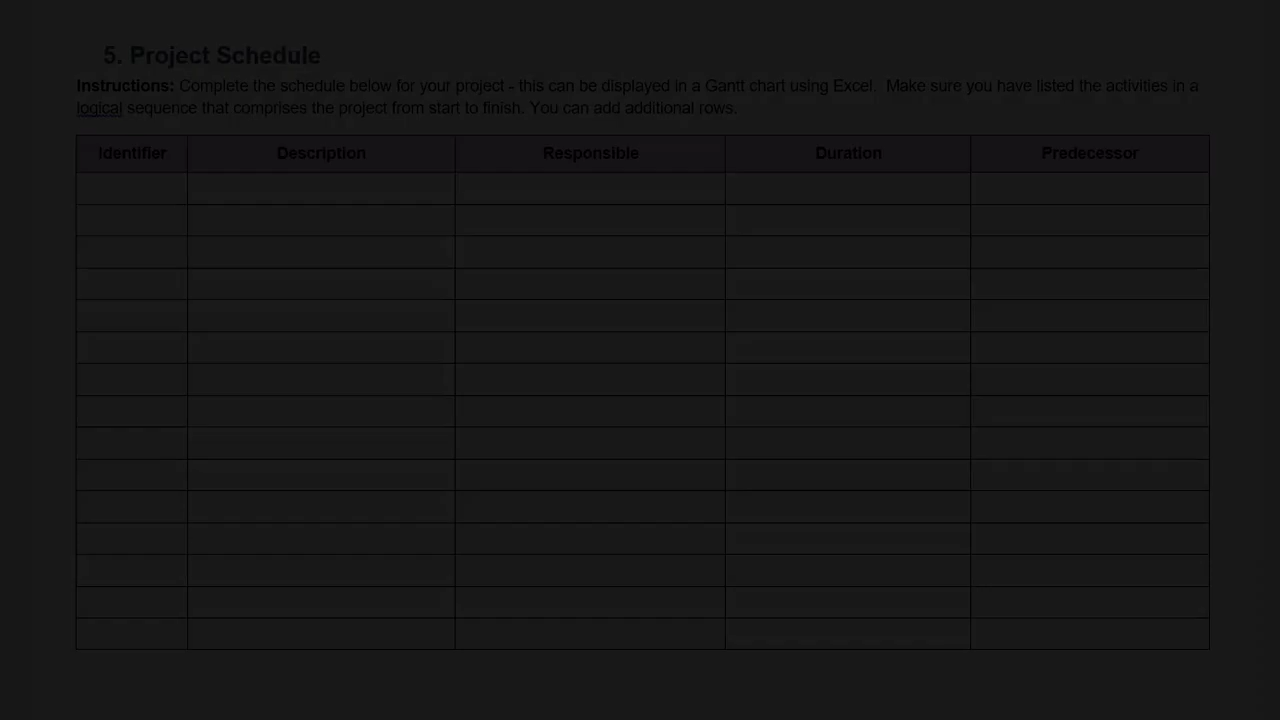 5. Project Schedule
Instructions: Complete the schedule below for your project - this can be displayed in a Gantt chart using Excel.  Make sure you have listed the activities in a
logical sequence that comprises the project from start to finish. You can add additional rows.
Identifier Description Responsible Duration Predecessor